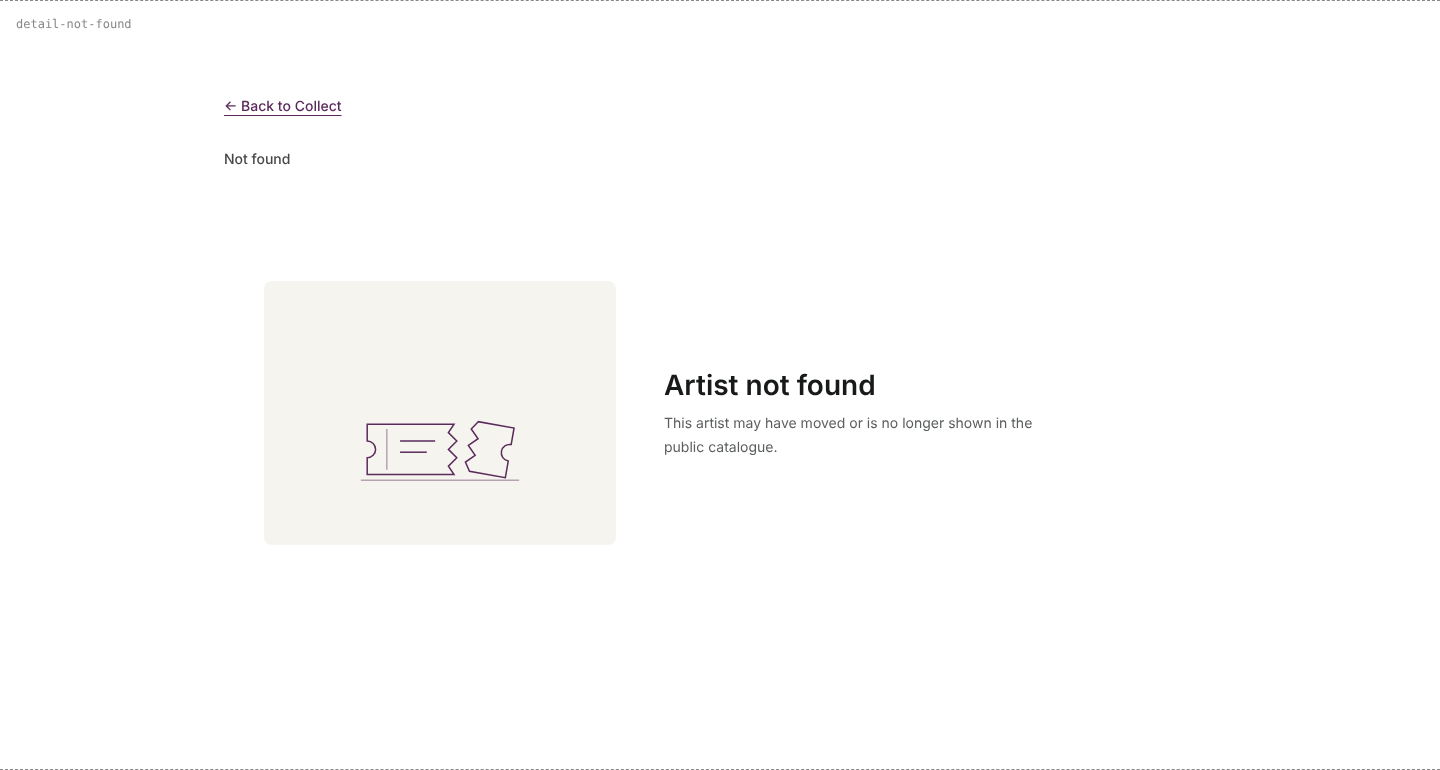 detail-not-found
← Back to Collect
Not found
Artist not found
This artist may have moved or is no longer shown in the
public catalogue.